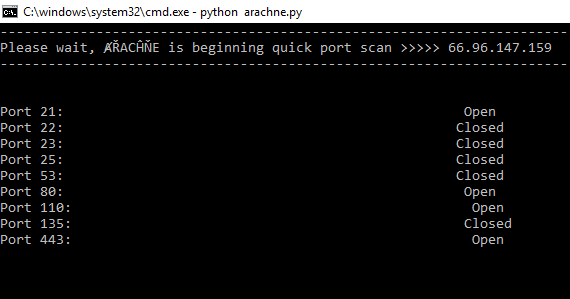 C:\windows\system32\cmd.exe - python  arachne.py
-----------------------------------------------------------------------
Please wait, ȺŘACĤŇE is beginning quick port scan >>>>> 66.96.147.159
-----------------------------------------------------------------------
Port 21: Open
Port 22: Closed
Port 23: Closed
Port 25: Closed
Port 53: Closed
Port 80: Open
Port 110: Open
Port 135: Closed
Port 443: Open